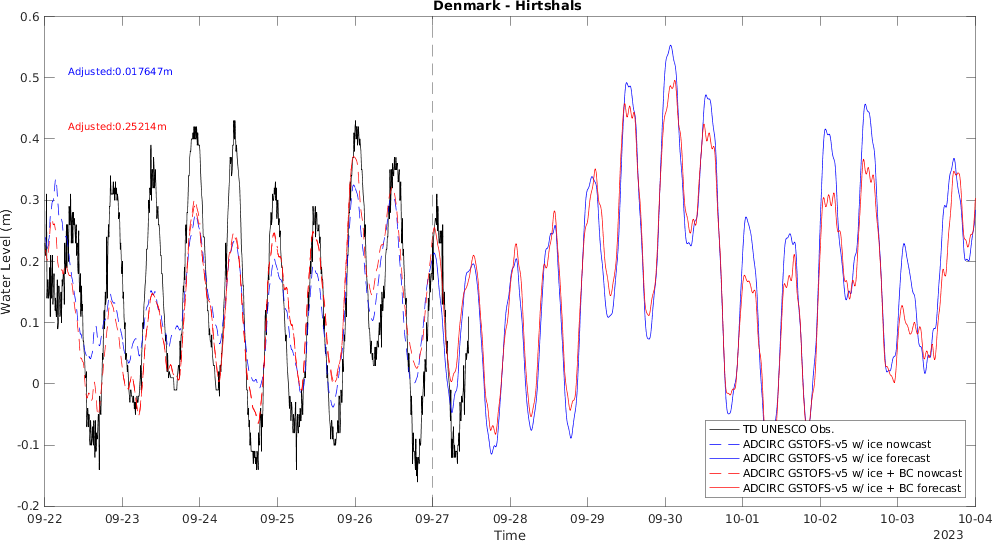 Denmark - Hirtshals
0.6
0.5
0.4
0.3
0.2
0.1
0
-0.1
-0.2
Water Level (m)
Adjusted:0.017647m
Adjusted:0.25214m
TD UNESCO Obs.
ADCIRC GSTOFS-v5 w/ ice nowcast
ADCIRC GSTOFS-v5 w/ ice forecast
ADCIRC GSTOFS-v5 w/ ice + BC nowcast
ADCIRC GSTOFS-v5 w/ ice + BC forecast
09-22 09-23 09-24 09-25 09-26 09-27 09-28 09-29 09-30 10-01 10-02 10-03 10-04
Time
2023